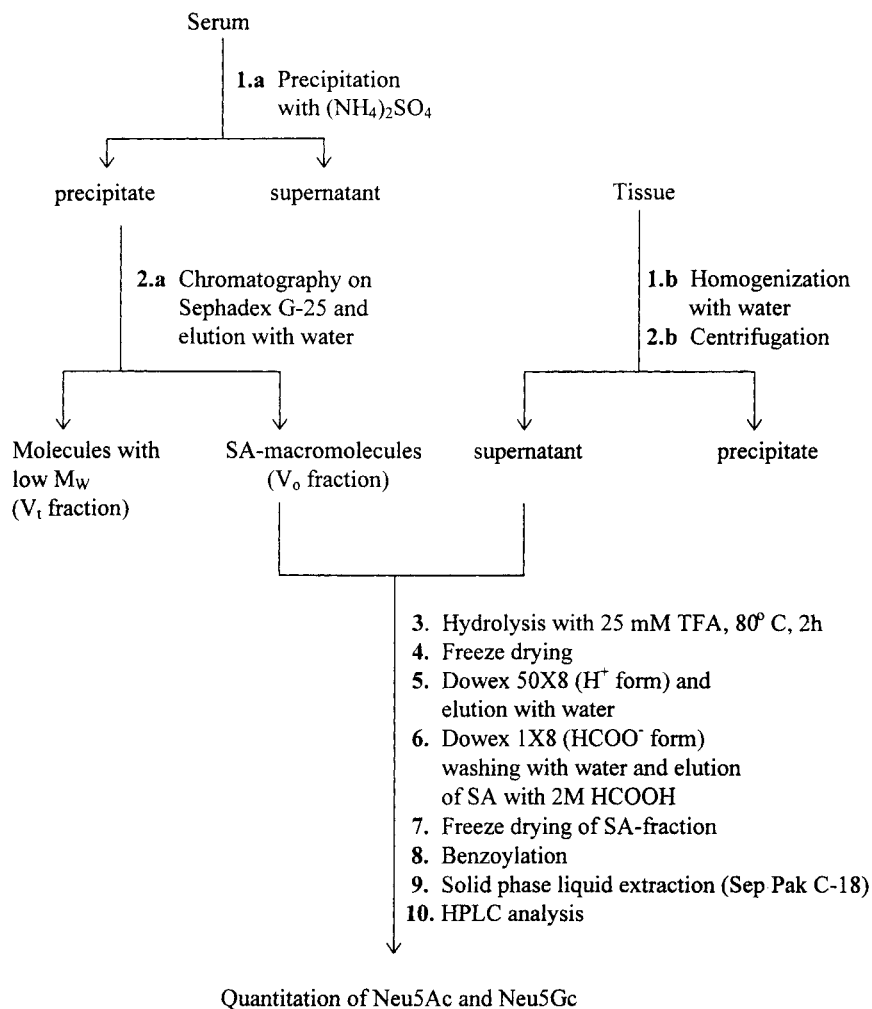 Serum
1.a Precipitation
with (NH₄)₂SO₄
precipitate
supernatant
Tissue
2.a Chromatography on
Sephadex G-25 and
elution with water
1.b Homogenization
with water
2.b Centrifugation
Molecules with
low Mw
(Vt fraction)
SA-macromolecules
(Vo fraction)
supernatant
precipitate
3. Hydrolysis with 25 mM TFA, 80° C, 2h
4. Freeze drying
5. Dowex 50X8 (H⁺ form) and
elution with water
6. Dowex 1X8 (HCOO⁻ form)
washing with water and elution
of SA with 2M HCOOH
7. Freeze drying of SA-fraction
8. Benzoylation
9. Solid phase liquid extraction (Sep Pak C-18)
10. HPLC analysis
Quantitation of Neu5Ac and Neu5Gc